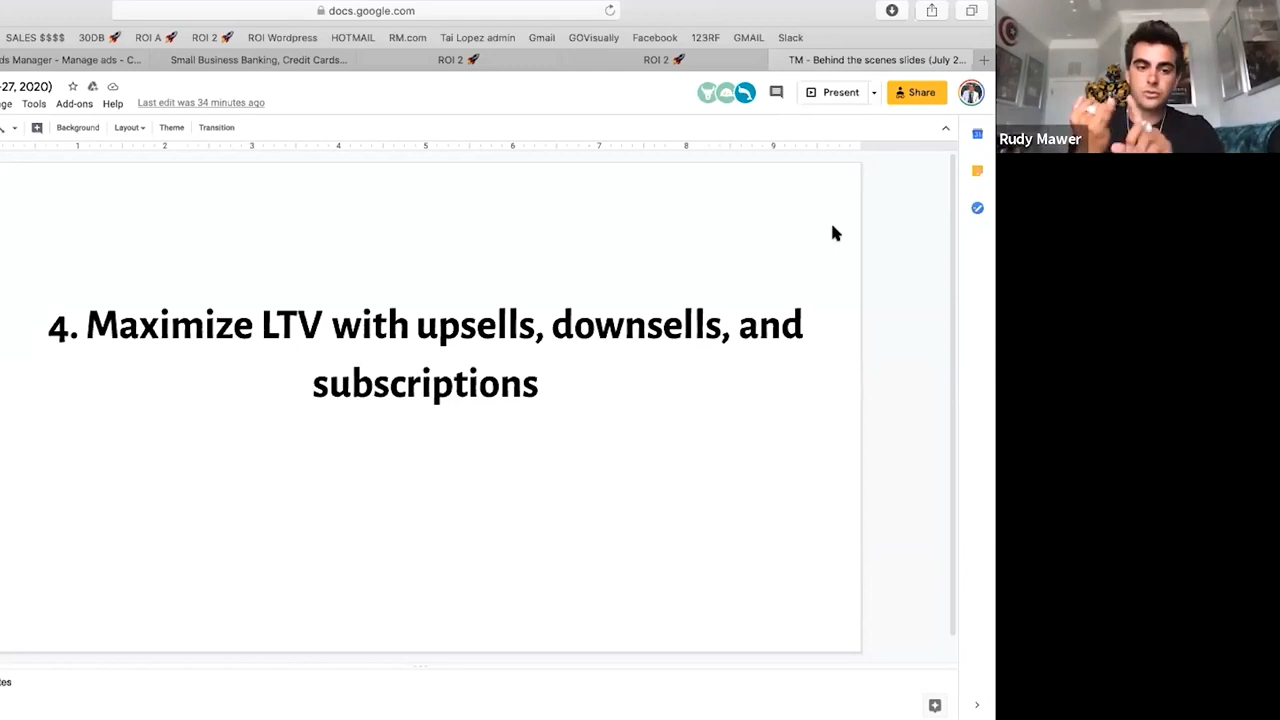 docs.google.com
SALES $$$$ 30DB 🚀 ROI A 🚀 ROI 2 🚀 ROI Wordpress HOTMAIL RM.com Tai Lopez admin Gmail GOVisually Facebook 123RF GMAIL Slack
ds Manager - Manage ads - C... Small Business Banking, Credit Cards... ROI 2 🚀 ROI 2 🚀 TM - Behind the scenes slides (July 2...
-27, 2020)
nge Tools Add-ons Help Last edit was 34 minutes ago
Present Share
Background Layout Theme Transition
1 2 3 4 5 6 7 8 9
Rudy Mawer
31
4. Maximize LTV with upsells, downsells, and
subscriptions
tes